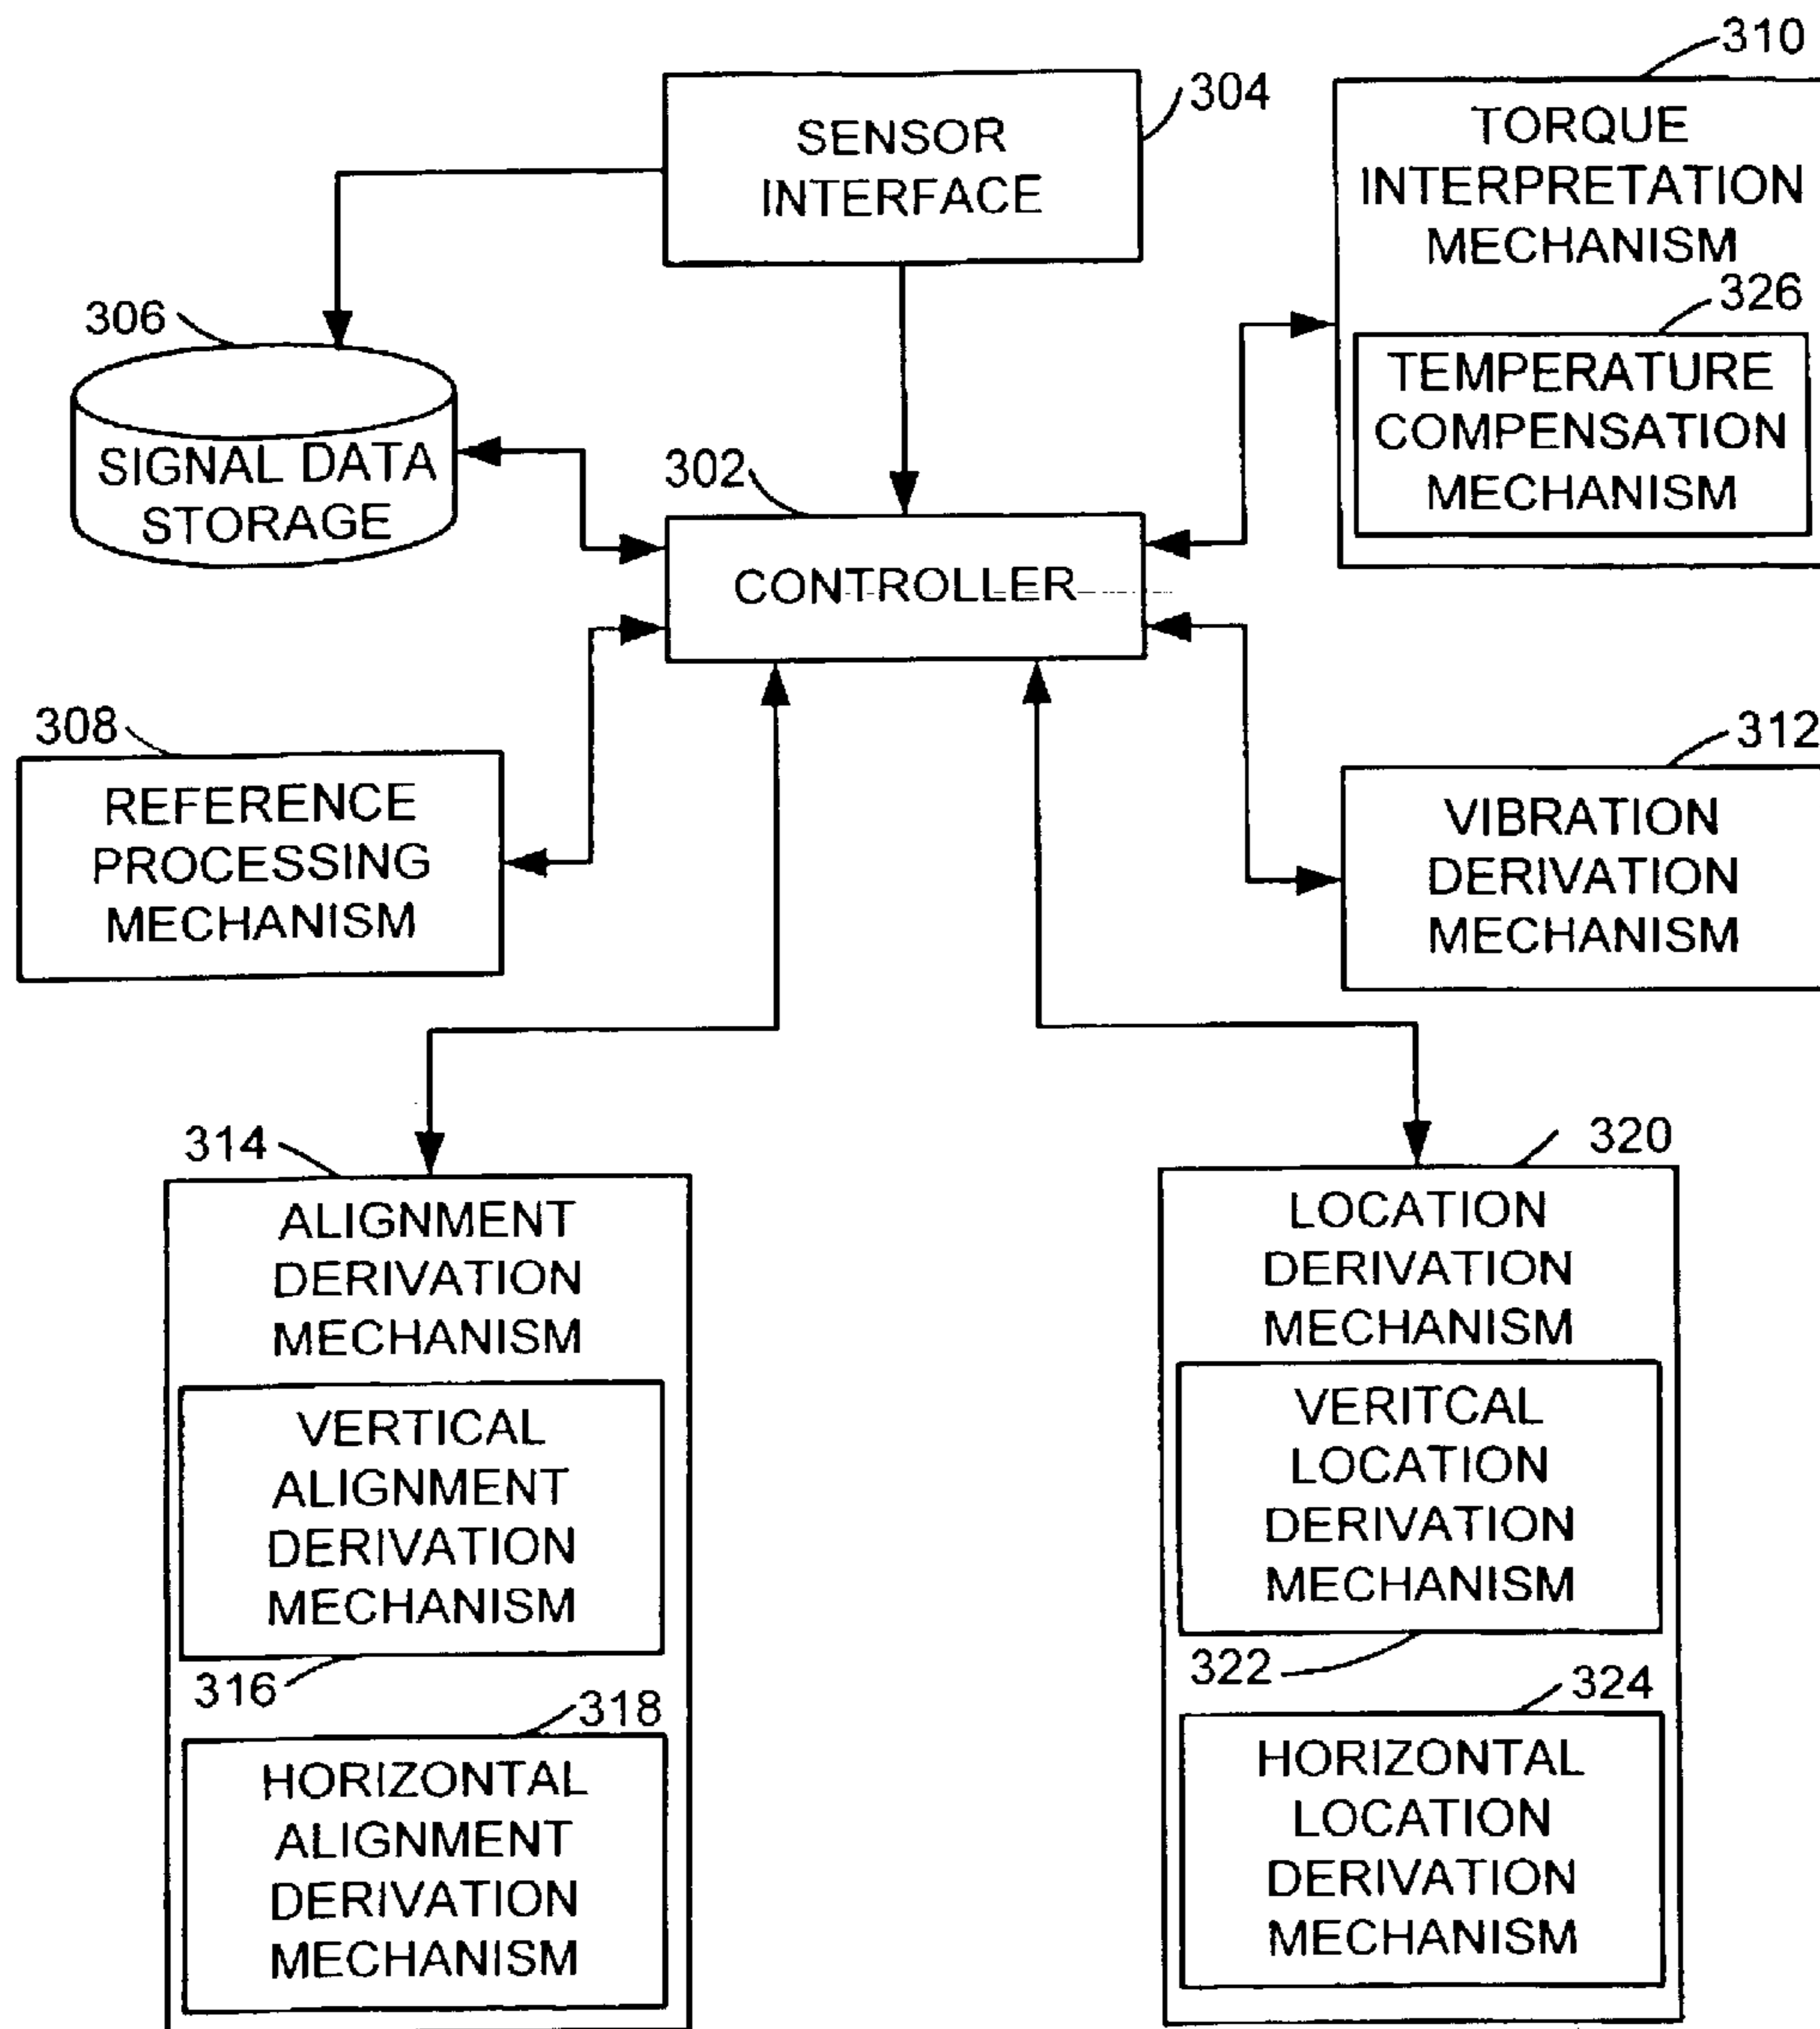 310
304
SENSOR
INTERFACE
TORQUE
INTERPRETATION
MECHANISM
326
TEMPERATURE
COMPENSATION
MECHANISM
306
SIGNAL DATA
STORAGE
302
CONTROLLER
308
REFERENCE
PROCESSING
MECHANISM
312
VIBRATION
DERIVATION
MECHANISM
314
ALIGNMENT
DERIVATION
MECHANISM
VERTICAL
ALIGNMENT
DERIVATION
MECHANISM
316
318
HORIZONTAL
ALIGNMENT
DERIVATION
MECHANISM
320
LOCATION
DERIVATION
MECHANISM
VERITCAL
LOCATION
DERIVATION
MECHANISM
322
324
HORIZONTAL
LOCATION
DERIVATION
MECHANISM